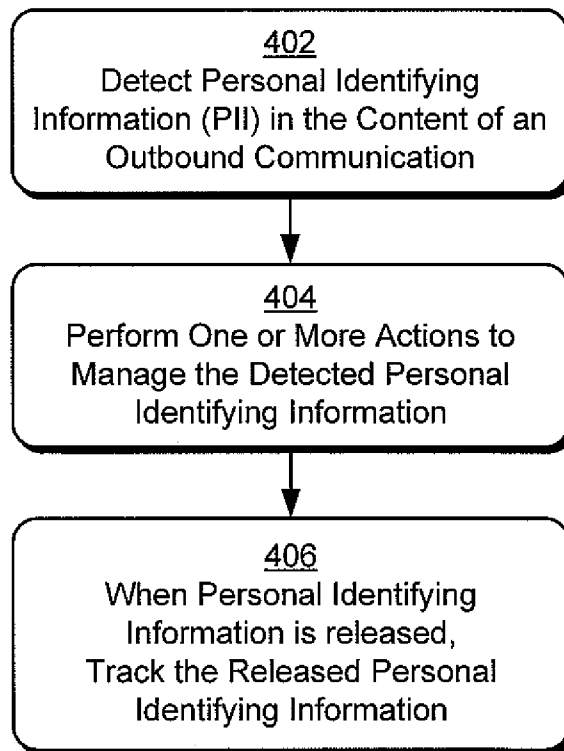 402
Detect Personal Identifying
Information (PII) in the Content of an
Outbound Communication
404
Perform One or More Actions to
Manage the Detected Personal
Identifying Information
406
When Personal Identifying
Information is released,
Track the Released Personal
Identifying Information